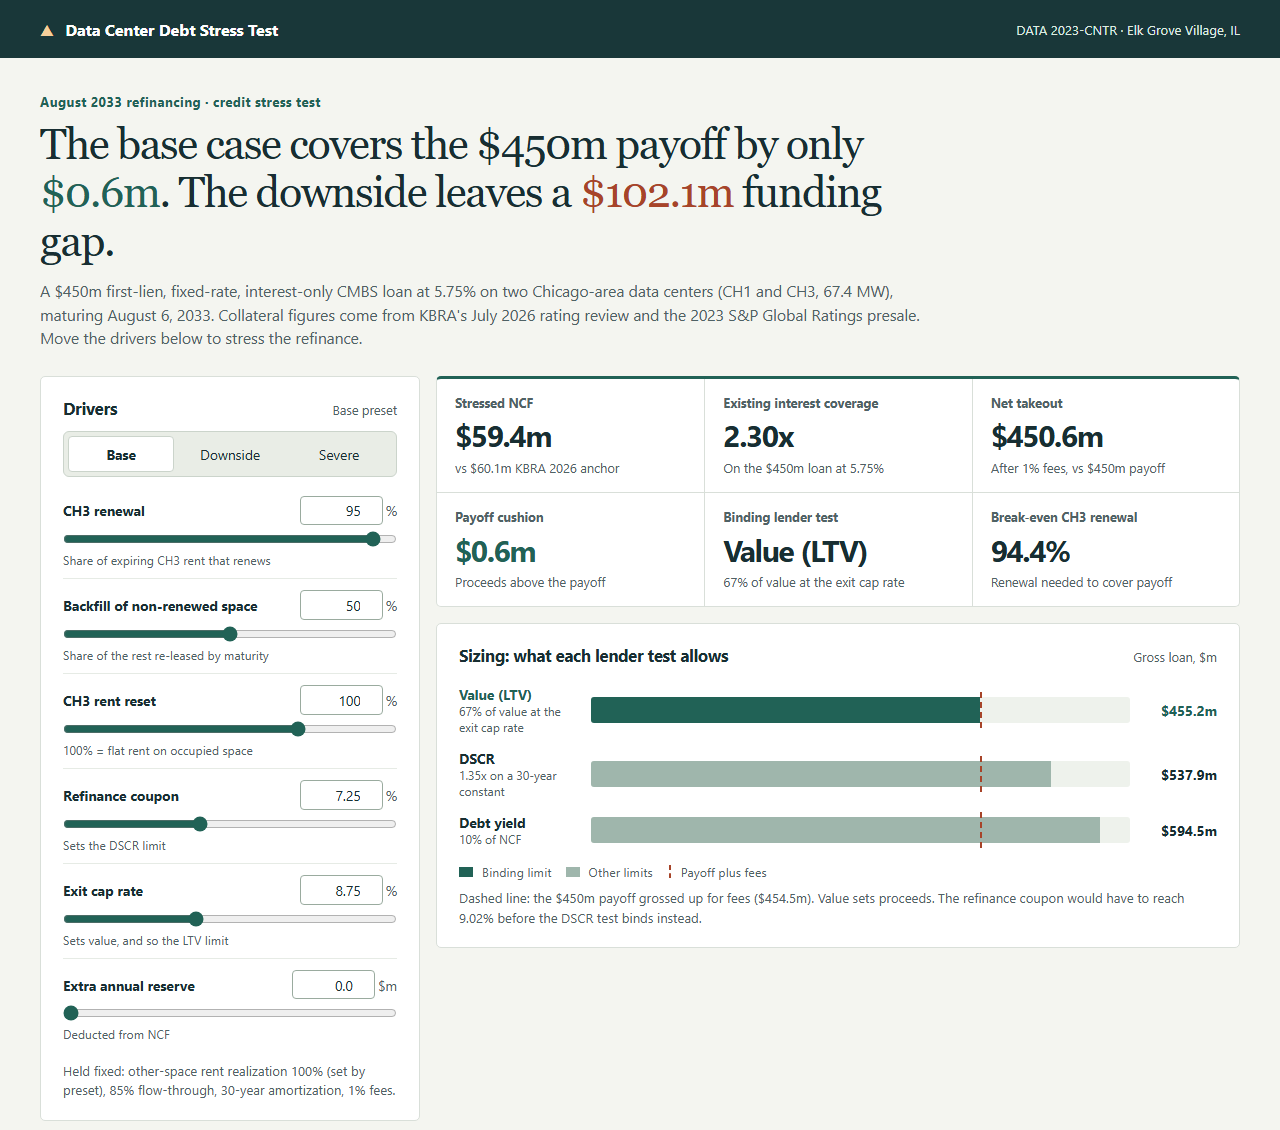 ▲ Data Center Debt Stress Test
DATA 2023-CNTR · Elk Grove Village, IL
August 2033 refinancing · credit stress test
The base case covers the $450m payoff by only
$0.6m. The downside leaves a $102.1m funding
gap.
A $450m first-lien, fixed-rate, interest-only CMBS loan at 5.75% on two Chicago-area data centers (CH1 and CH3, 67.4 MW),
maturing August 6, 2033. Collateral figures come from KBRA's July 2026 rating review and the 2023 S&P Global Ratings presale.
Move the drivers below to stress the refinance.
Drivers
Base preset
Base
Downside
Severe
CH3 renewal
95 %
Share of expiring CH3 rent that renews
Backfill of non-renewed space
50 %
Share of the rest re-leased by maturity
CH3 rent reset
100 %
100% = flat rent on occupied space
Refinance coupon
7.25 %
Sets the DSCR limit
Exit cap rate
8.75 %
Sets value, and so the LTV limit
Extra annual reserve
0.0 $m
Deducted from NCF
Held fixed: other-space rent realization 100% (set by
preset), 85% flow-through, 30-year amortization, 1% fees.
Stressed NCF
$59.4m
vs $60.1m KBRA 2026 anchor
Existing interest coverage
2.30x
On the $450m loan at 5.75%
Net takeout
$450.6m
After 1% fees, vs $450m payoff
Payoff cushion
$0.6m
Proceeds above the payoff
Binding lender test
Value (LTV)
67% of value at the exit cap rate
Break-even CH3 renewal
94.4%
Renewal needed to cover payoff
Sizing: what each lender test allows
Gross loan, $m
Value (LTV)
67% of value at the
exit cap rate
$455.2m
DSCR
1.35x on a 30-year
constant
$537.9m
Debt yield
10% of NCF
$594.5m
Binding limit
Other limits
Payoff plus fees
Dashed line: the $450m payoff grossed up for fees ($454.5m). Value sets proceeds. The refinance coupon would have to reach
9.02% before the DSCR test binds instead.